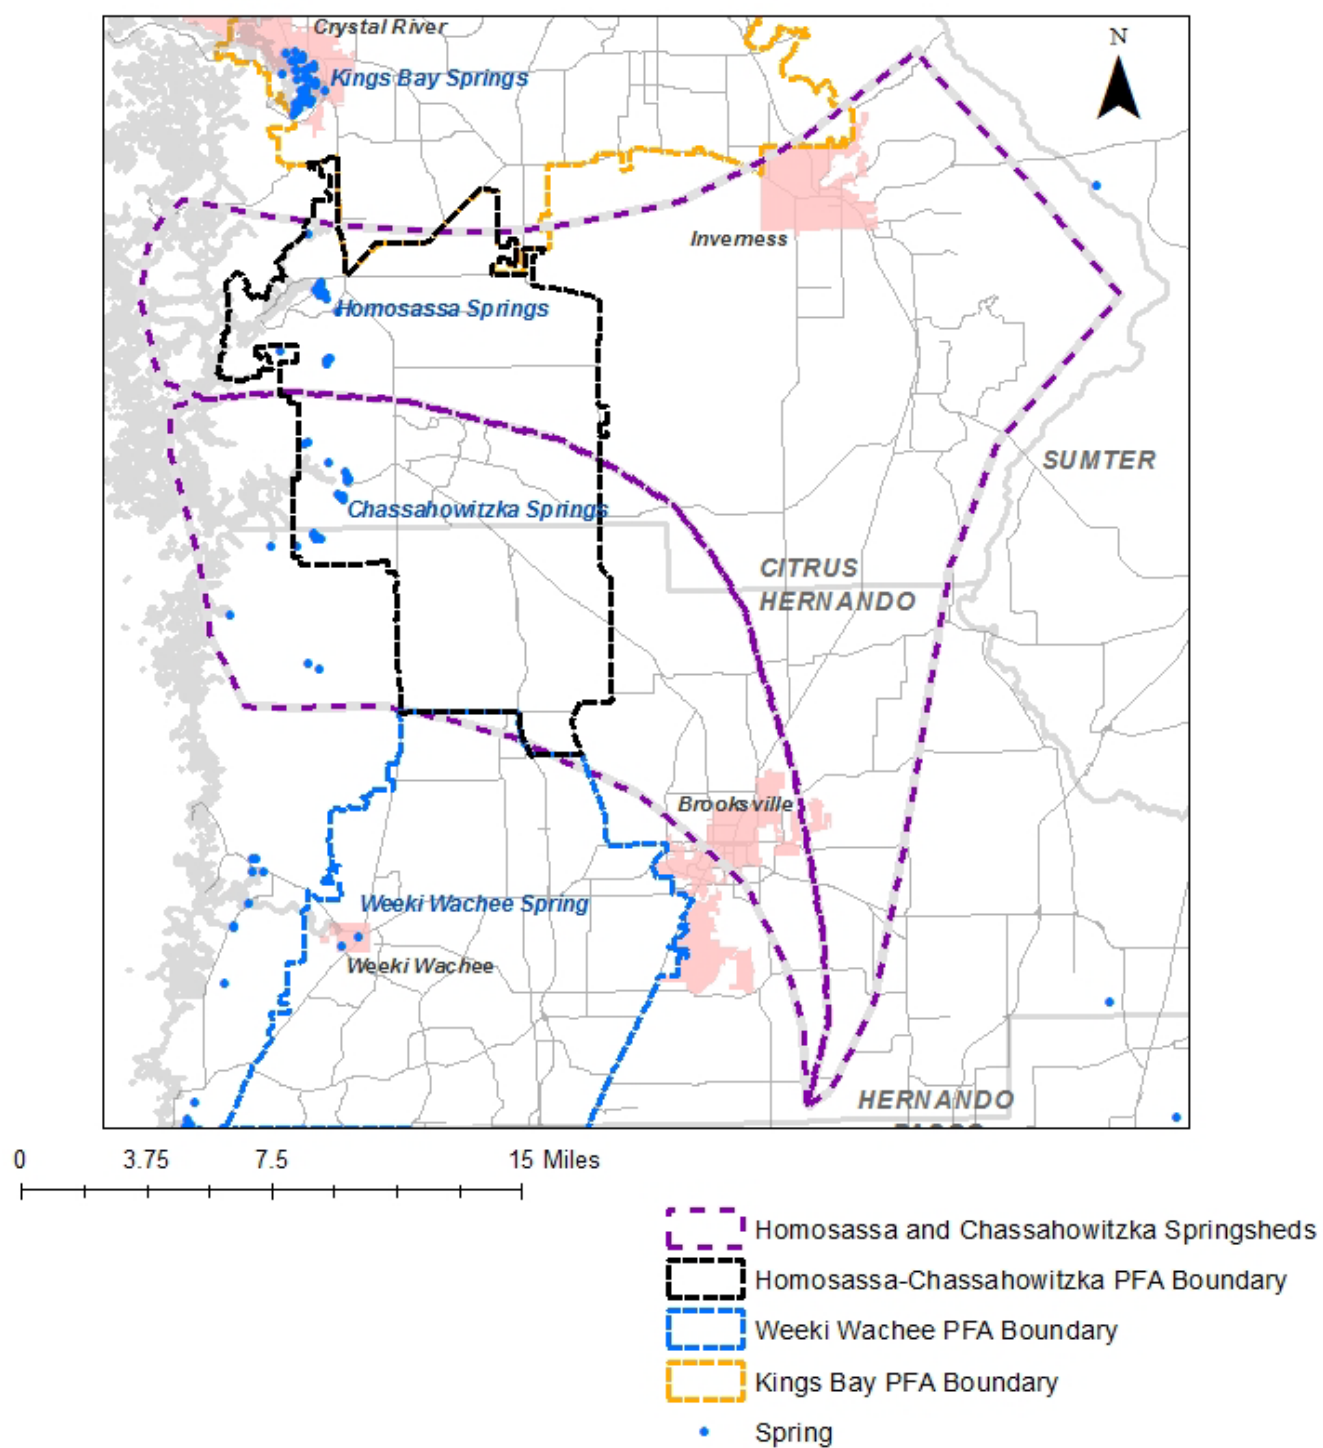 Crystal River
N
Kings Bay Springs
Inverness
Homosassa Springs
SUMTER
Chassahowitzka Springs
CITRUS
HERNANDO
Brooksville
Weeki Wachee Spring
Weeki Wachee
HERNANDO
0 3.75 7.5 15 Miles
Homosassa and Chassahowitzka Springsheds
Homosassa-Chassahowitzka PFA Boundary
Weeki Wachee PFA Boundary
Kings Bay PFA Boundary
Spring